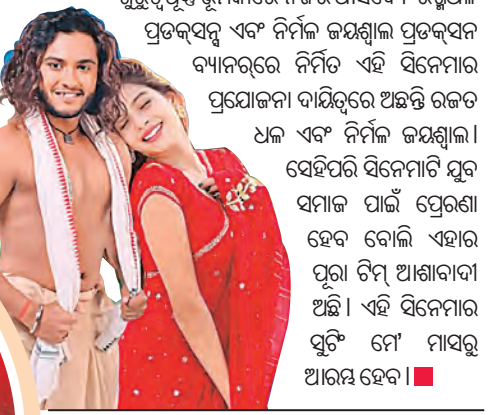 ପ୍ରଡକ୍‌ସନ୍ସ ଏବଂ ନିର୍ମଳ ଜୟଶ୍ୱାଲ ପ୍ରଡକ୍‌ସନ
ବ୍ୟାନର୍‌ରେ ନିର୍ମିତ ଏହି ସିନେମାର
ପ୍ରଯୋଜନା ଦାୟିତ୍ୱରେ ଅଛନ୍ତି ରଜତ
ଧଳ ଏବଂ ନିର୍ମଳ ଜୟଶ୍ୱାଲ।
ସେହିପରି ସିନେମାଟି ଯୁବ
ସମାଜ ପାଇଁ ପ୍ରେରଣା
ହେବ ବୋଲି ଏହାର
ପୂରା ଟିମ୍ ଆଶାବାଦୀ
ଅଛି। ଏହି ସିନେମାର
ସୁଟିଂ ମେ' ମାସରୁ
ଆରମ୍ଭ ହେବ।